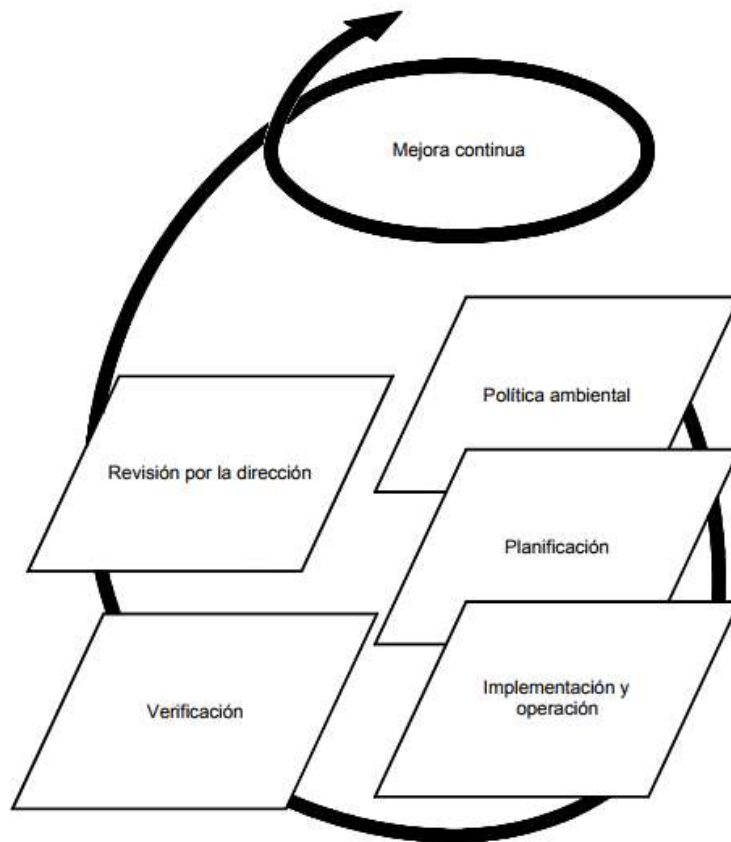 Mejora continua
Política ambiental
Revisión por la dirección
Planificación
Implementación y
operación
Verificación